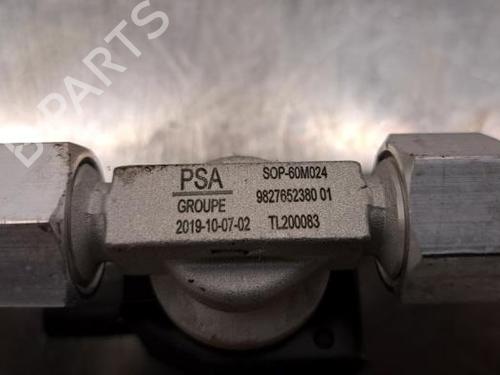 PSA
GROUPE
2019-10-07-02
SOP-60M024
9827652380 01
TL200083
B-PARTS